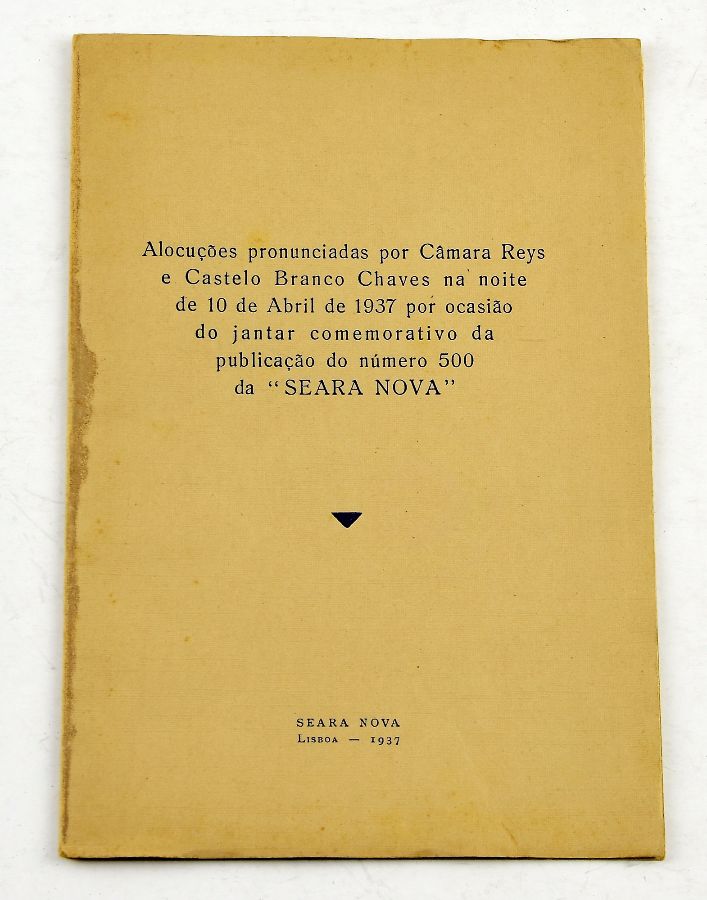 Alocuções pronunciadas por Câmara Reys
e Castelo Branco Chaves na noite
de 10 de Abril de 1937 por ocasião
do jantar comemorativo da
publicação do número 500
da “SEARA NOVA”
SEARA NOVA
Lisboa — 1937